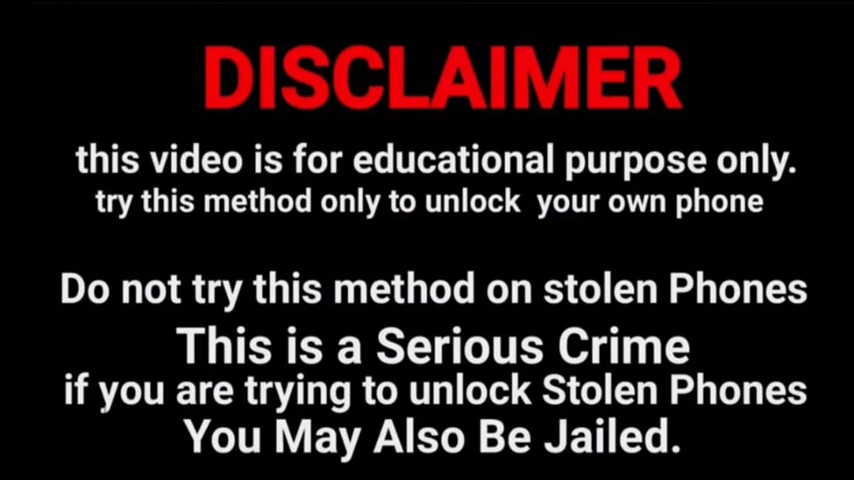 DISCLAIMER
this video is for educational purpose only.
try this method only to unlock your own phone
Do not try this method on stolen Phones
This is a Serious Crime
if you are trying to unlock Stolen Phones
You May Also Be Jailed.